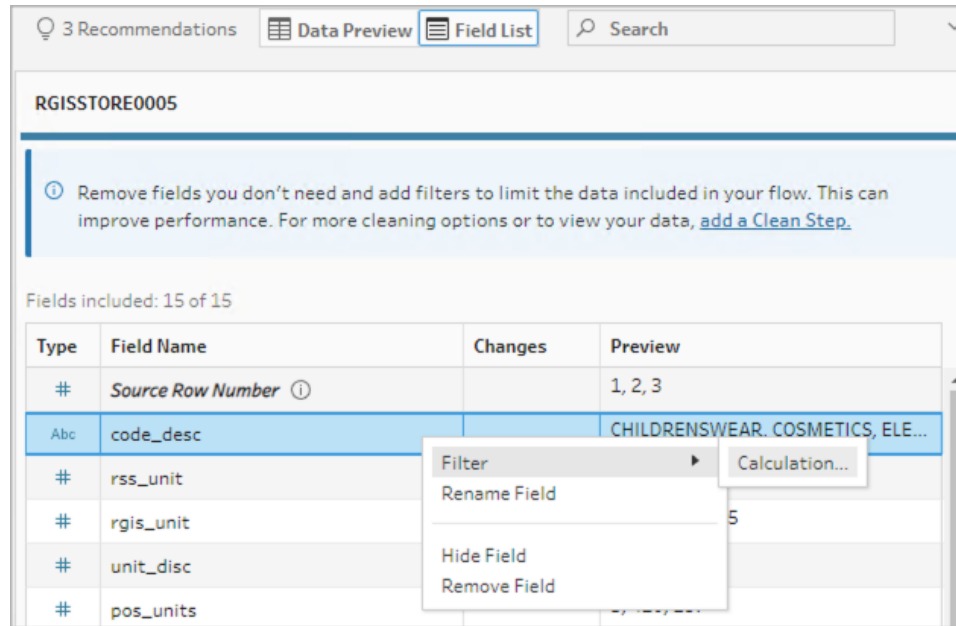 3 Recommendations Data Preview Field List Search
RGISSTORE0005
Remove fields you don't need and add filters to limit the data included in your flow. This can
improve performance. For more cleaning options or to view your data, add a Clean Step.
Fields included: 15 of 15
Type Field Name Changes Preview
# Source Row Number 1, 2, 3
Abc code_desc CHILDRENSWEAR, COSMETICS, ELE...
Filter Calculation...
# rss_unit
Rename Field
# rgis_unit 5
Hide Field
# unit_disc
Remove Field
# pos_units